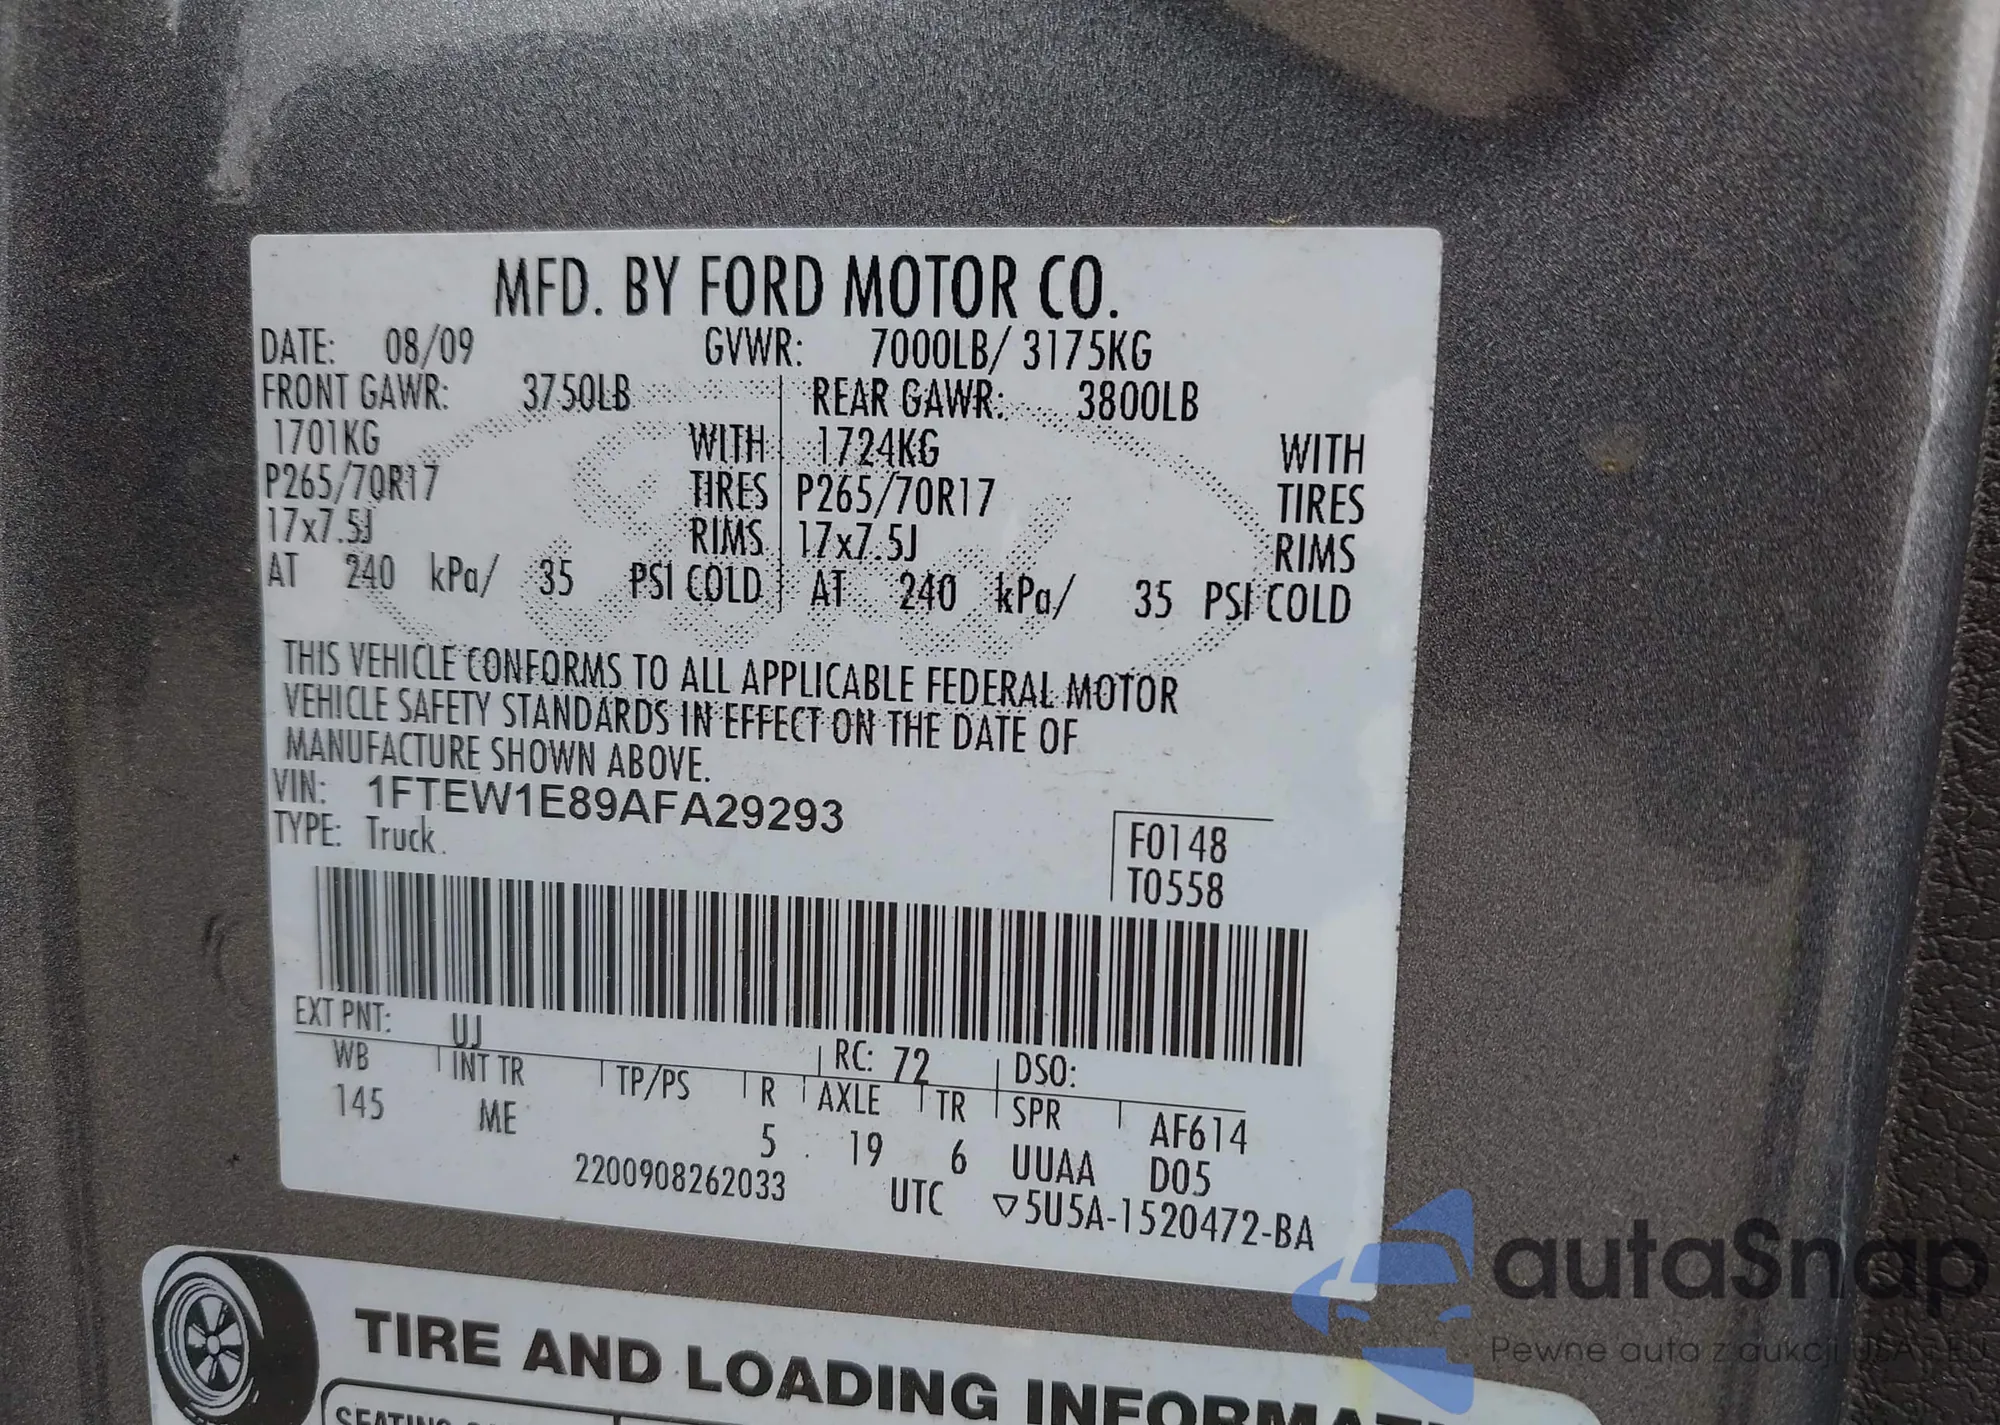 MFD. BY FORD MOTOR CO.
DATE: 08/09 GVWR: 7000LB/ 3175KG
FRONT GAWR: 3750LB REAR GAWR: 3800LB
1701KG WITH 1724KG WITH
P265/70R17 TIRES P265/70R17 TIRES
17x7.5J RIMS 17x7.5J RIMS
AT 240 kPa/ 35 PSI COLD AT 240 kPa/ 35 PSI COLD
THIS VEHICLE CONFORMS TO ALL APPLICABLE FEDERAL MOTOR
VEHICLE SAFETY STANDARDS IN EFFECT ON THE DATE OF
MANUFACTURE SHOWN ABOVE.
VIN: 1FTEW1E89AFA29293
TYPE: Truck
F0148
T0558
EXT PNT: UJ RC: 72 DSO:
WB INT TR TP/PS R AXLE TR SPR AF614
145 ME 5 19 6 UUAA D05
2200908262033 UTC ▽5U5A-1520472-BA
TIRE AND LOADING
SEATING
autaSnap
Pewne auta z aukcji USA